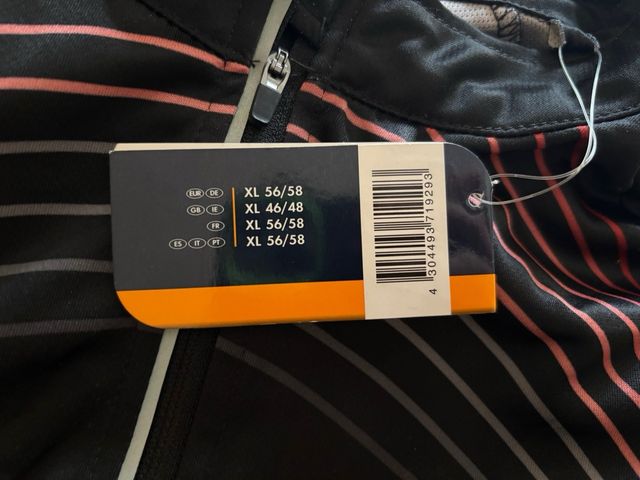 EUR DE XL 56/58
GB IE XL 46/48
FR XL 56/58
ES IT PT XL 56/58
4 304493 719293